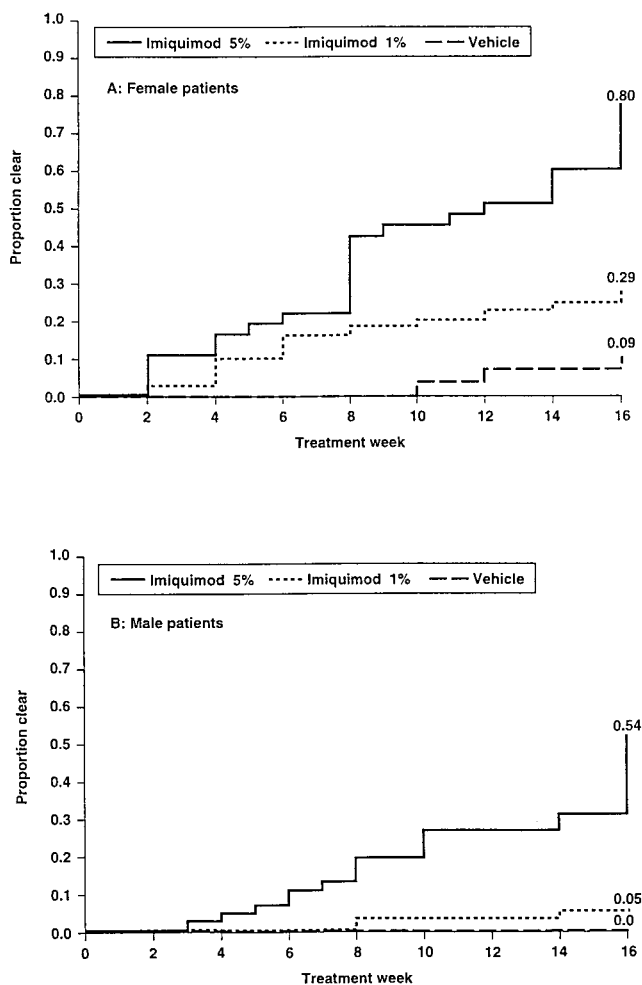 1.0
Imiquimod 5% Imiquimod 1% Vehicle
0.9
A: Female patients
0.80
0.8
0.7
0.6
0.5
0.4
0.29
0.3
0.2
0.09
0.1
0.0
0 2 4 6 8 10 12 14 16
Proportion clear
Treatment week
1.0
Imiquimod 5% Imiquimod 1% Vehicle
0.9
B: Male patients
0.8
0.7
0.6
0.54
0.5
0.4
0.3
0.2
0.1
0.05
0.0
0.0
0 2 4 6 8 10 12 14 16
Proportion clear
Treatment week